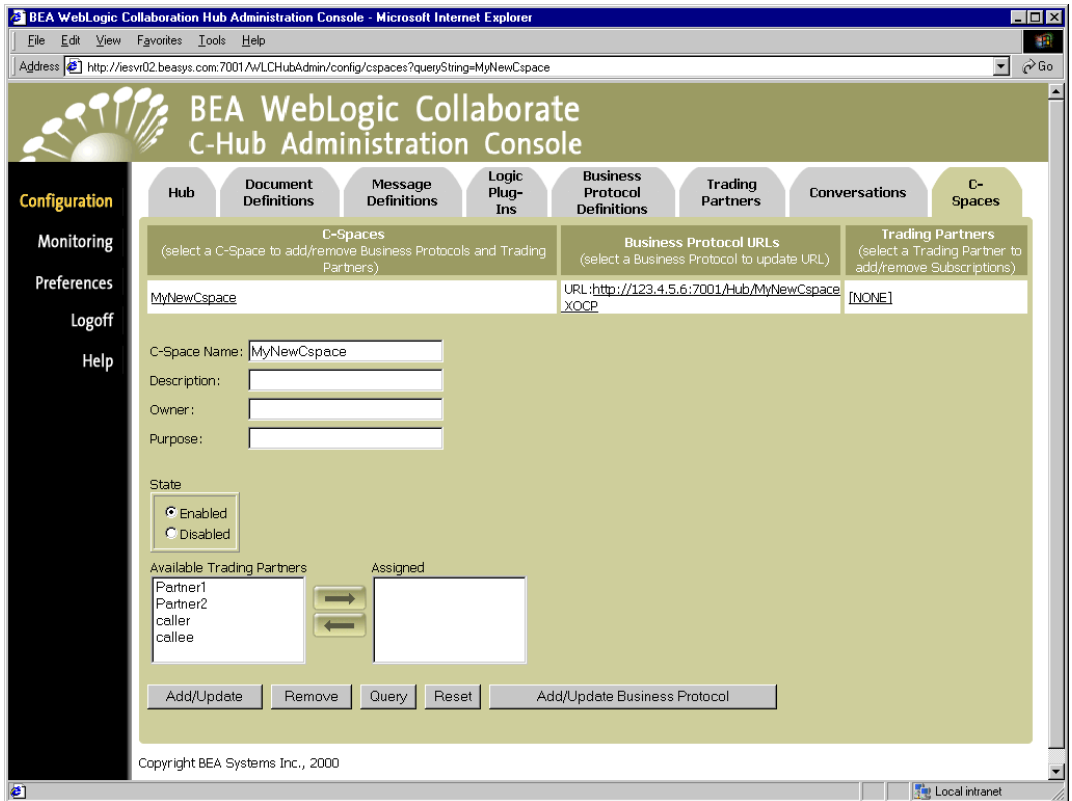 BEA WebLogic Collaboration Hub Administration Console - Microsoft Internet Explorer
File Edit View Favorites Tools Help
Address http://iesvr02.beasys.com:7001/WLCHubAdmin/config/cspaces?queryString=MyNewCspace Go
BEA WebLogic Collaborate
C-Hub Administration Console
Configuration
Monitoring
Preferences
Logoff
Help
Hub
Document
Definitions
Message
Definitions
Logic
Plug-
Ins
Business
Protocol
Definitions
Trading
Partners
Conversations
C-
Spaces
C-Spaces
(select a C-Space to add/remove Business Protocols and Trading
Partners)
Business Protocol URLs
(select a Business Protocol to update URL)
Trading Partners
(select a Trading Partner to
add/remove Subscriptions)
MyNewCspace
URL:http://123.4.5.6:7001/Hub/MyNewCspace
XOCP
[NONE]
C-Space Name: MyNewCspace
Description:
Owner:
Purpose:
State
Enabled
Disabled
Available Trading Partners
Partner1
Partner2
caller
callee
Assigned
Add/Update Remove Query Reset Add/Update Business Protocol
Copyright BEA Systems Inc., 2000
Local intranet